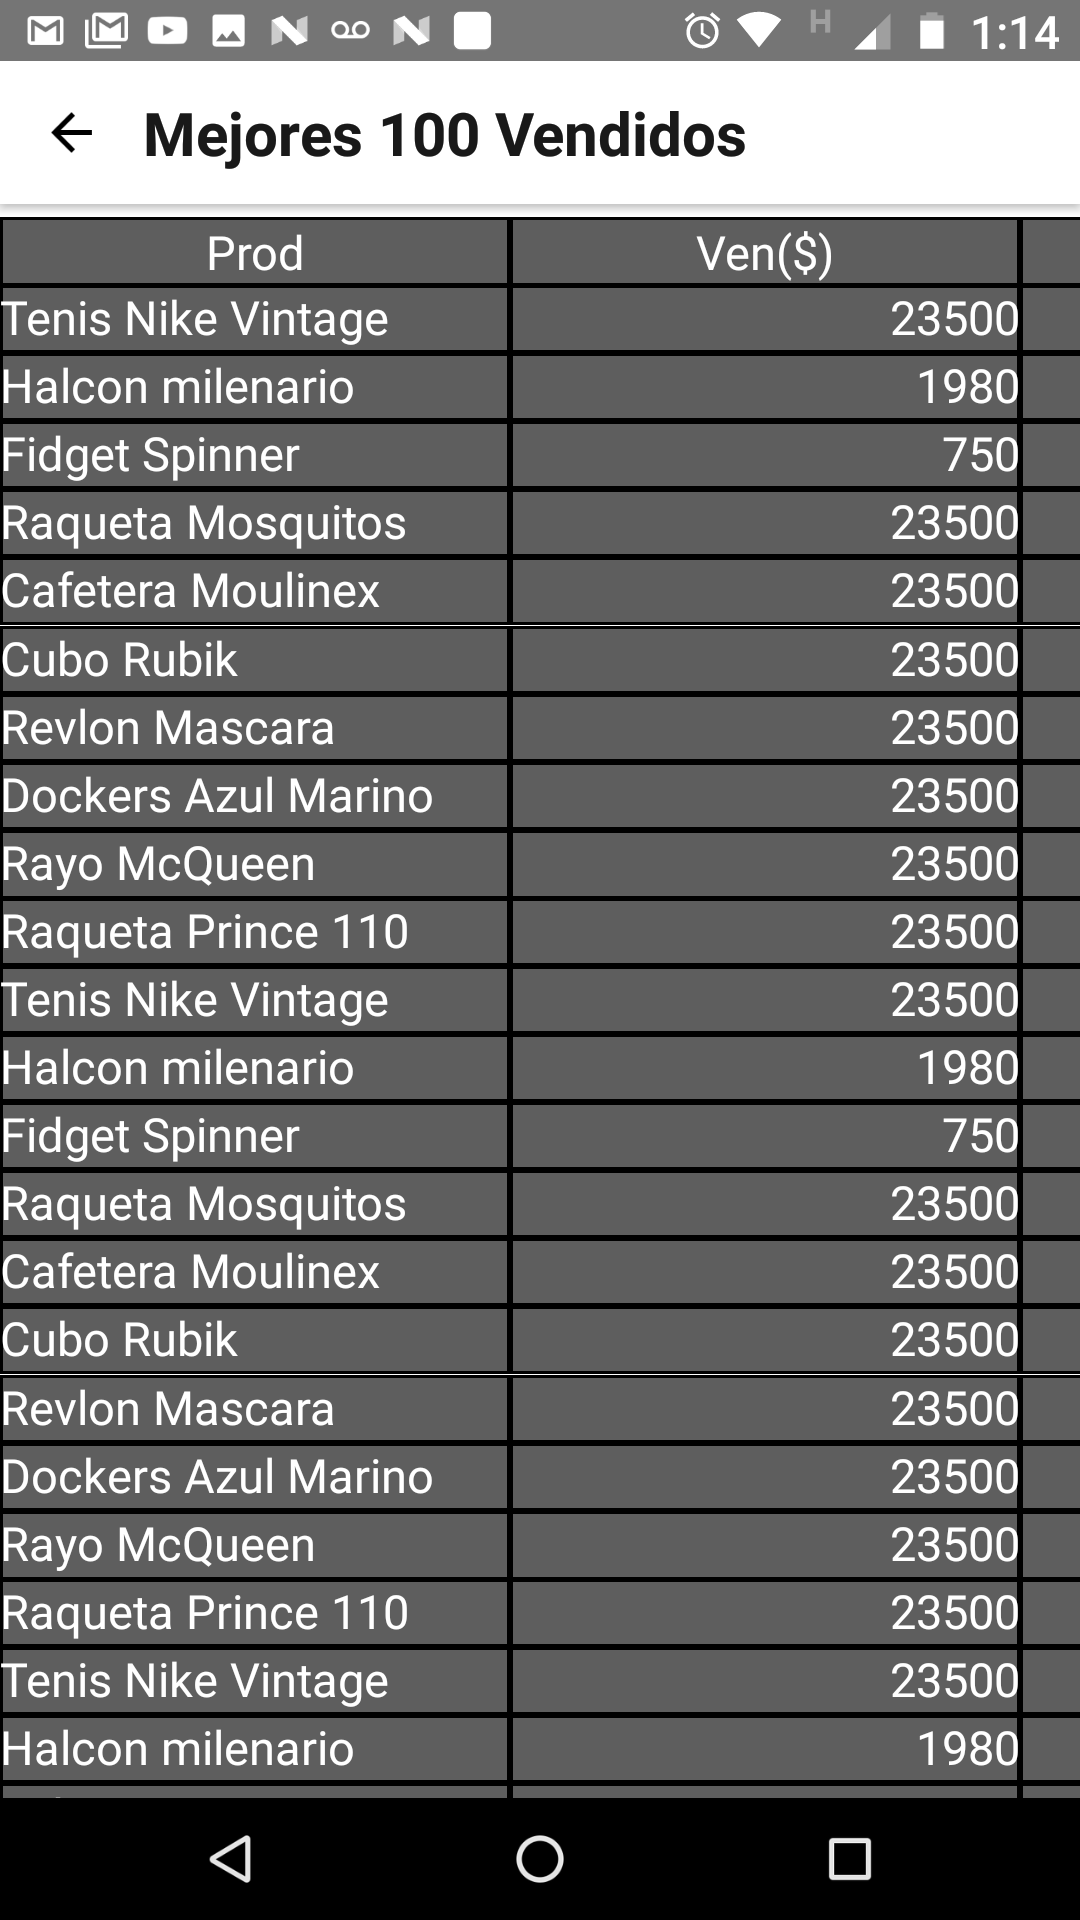 H 1:14
Mejores 100 Vendidos
Prod Ven($)
Tenis Nike Vintage 23500
Halcon milenario 1980
Fidget Spinner 750
Raqueta Mosquitos 23500
Cafetera Moulinex 23500
Cubo Rubik 23500
Revlon Mascara 23500
Dockers Azul Marino 23500
Rayo McQueen 23500
Raqueta Prince 110 23500
Tenis Nike Vintage 23500
Halcon milenario 1980
Fidget Spinner 750
Raqueta Mosquitos 23500
Cafetera Moulinex 23500
Cubo Rubik 23500
Revlon Mascara 23500
Dockers Azul Marino 23500
Rayo McQueen 23500
Raqueta Prince 110 23500
Tenis Nike Vintage 23500
Halcon milenario 1980